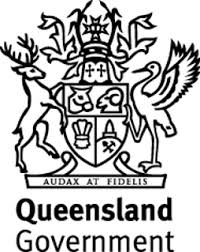 AUDAX AT FIDELIS
Queensland
Government